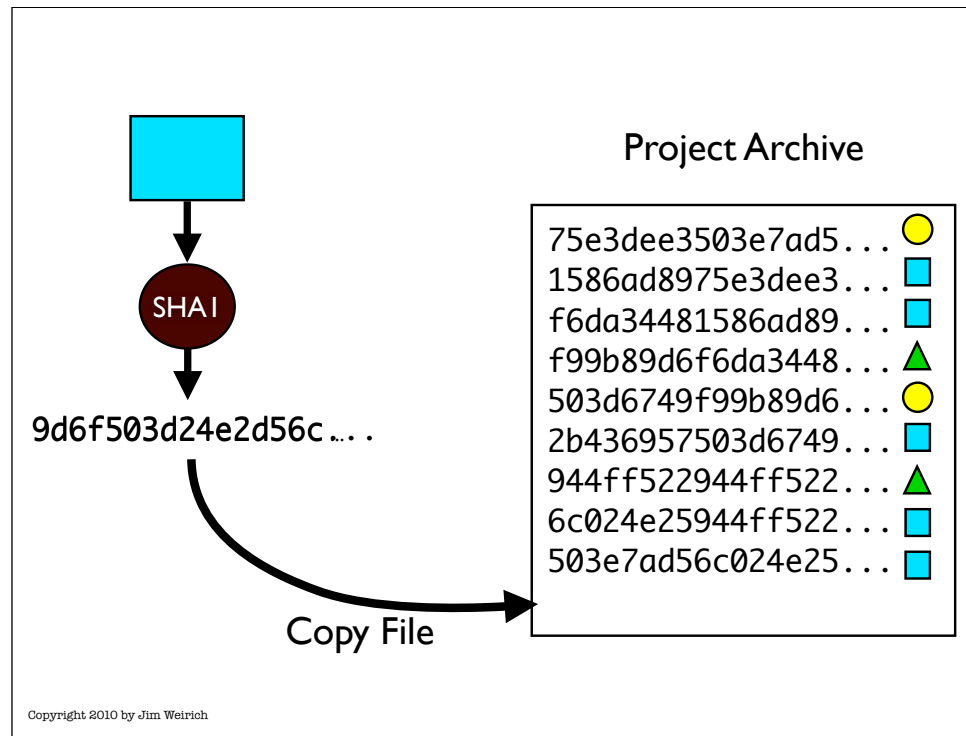 Project Archive
SHA1
9d6f503d24e2d56c....
75e3dee3503e7ad5...
1586ad8975e3dee3...
f6da34481586ad89...
f99b89d6f6da3448...
503d6749f99b89d6...
2b436957503d6749...
944ff522944ff522...
6c024e25944ff522...
503e7ad56c024e25...
Copy File
Copyright 2010 by Jim Weirich